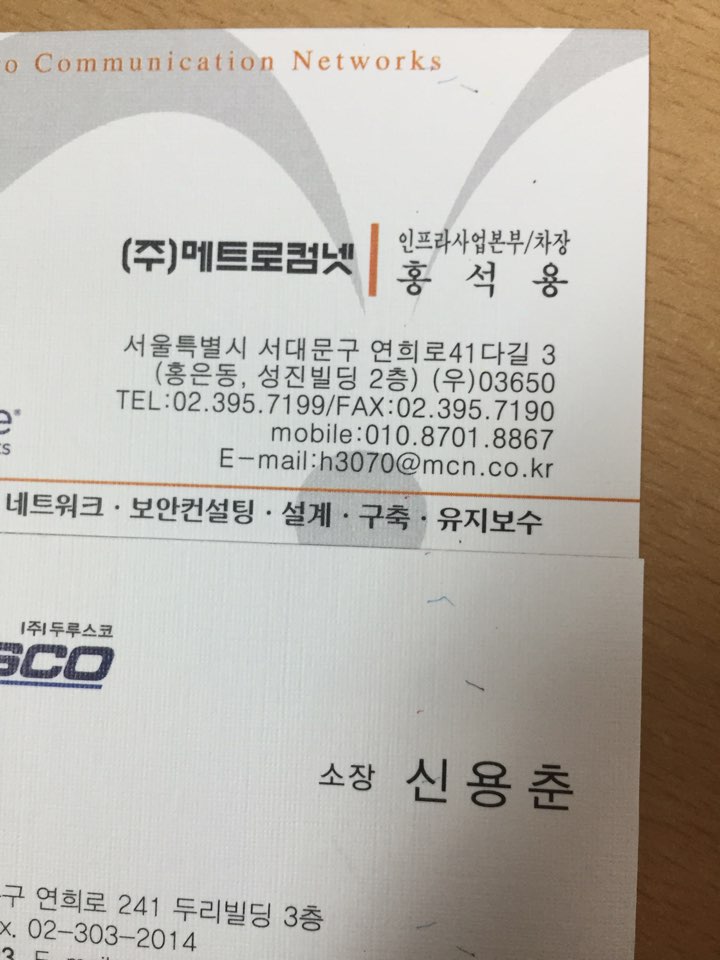 o Communication Networks
(주)메트로컴넷
인프라사업본부/차장
홍 석 용
서울특별시 서대문구 연희로41다길 3
(홍은동, 성진빌딩 2층) (우)03650
TEL:02.395.7199/FAX:02.395.7190
mobile:010.8701.8867
E-mail:h3070@mcn.co.kr
네트워크 · 보안컨설팅 · 설계 · 구축 · 유지보수
(주)두루스코
SCO
소장 신용춘
구 연희로 241 두리빌딩 3층
x. 02-303-2014